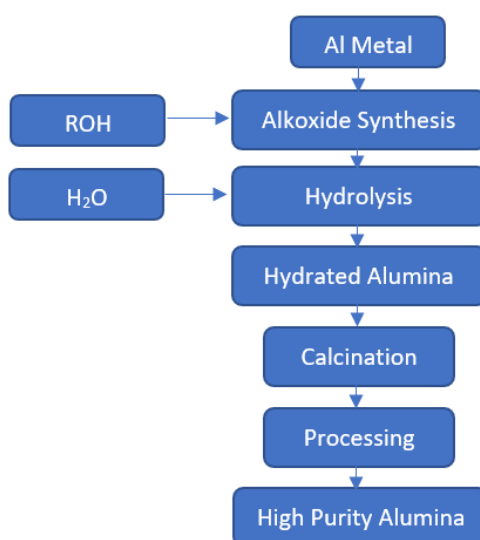 Al Metal
ROH
Alkoxide Synthesis
H₂O
Hydrolysis
Hydrated Alumina
Calcination
Processing
High Purity Alumina